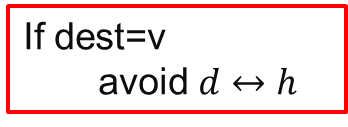 If dest=v
avoid d ↔ h